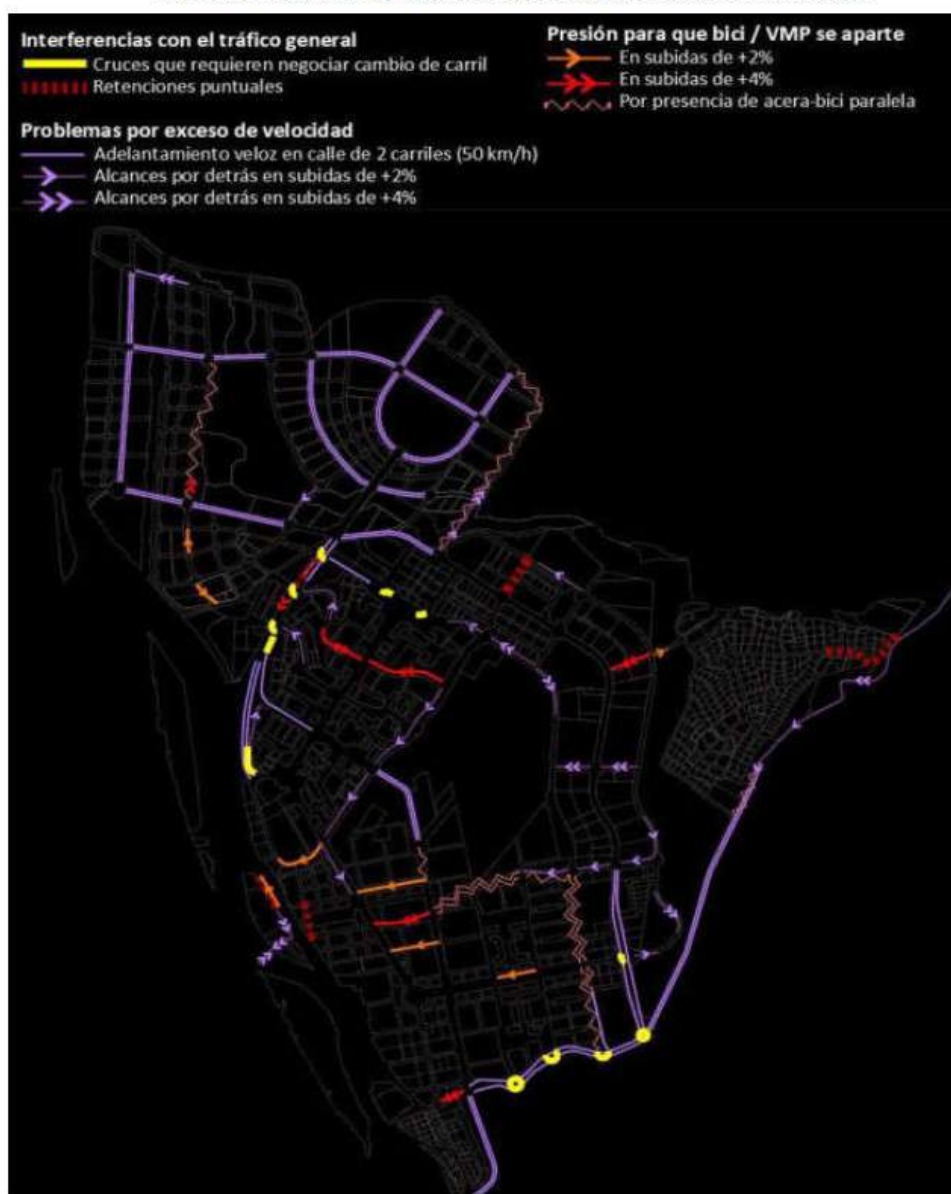 Interferencias con el tráfico general
Cruces que requieren negociar cambio de carril
Retenciones puntuales
Presión para que bici / VMP se aparte
En subidas de +2%
En subidas de +4%
Por presencia de acera-bici paralela
Problemas por exceso de velocidad
Adelantamiento veloz en calle de 2 carriles (50 km/h)
Alcances por detrás en subidas de +2%
Alcances por detrás en subidas de +4%